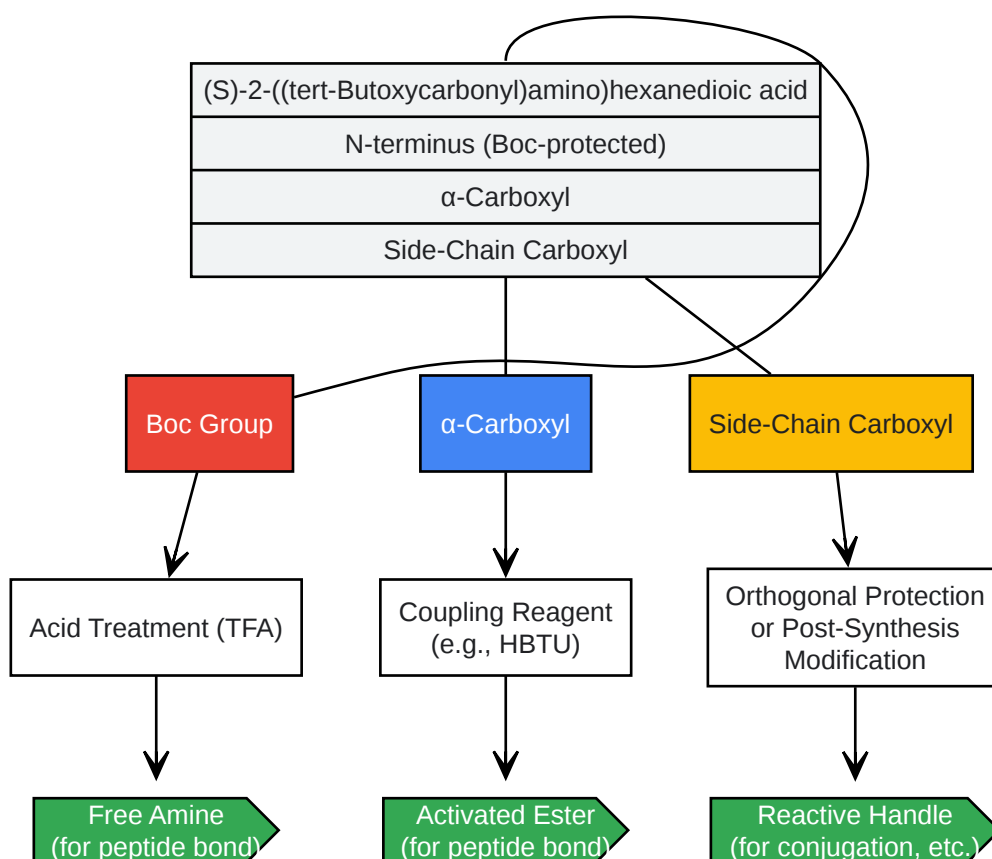 (S)-2-((tert-Butoxycarbonyl)amino)hexanedioic acid
N-terminus (Boc-protected)
α-Carboxyl
Side-Chain Carboxyl
Boc Group
α-Carboxyl
Side-Chain Carboxyl
Acid Treatment (TFA)
Coupling Reagent
(e.g., HBTU)
Orthogonal Protection
or Post-Synthesis
Modification
Free Amine
(for peptide bond)
Activated Ester
(for peptide bond)
Reactive Handle
(for conjugation, etc.)